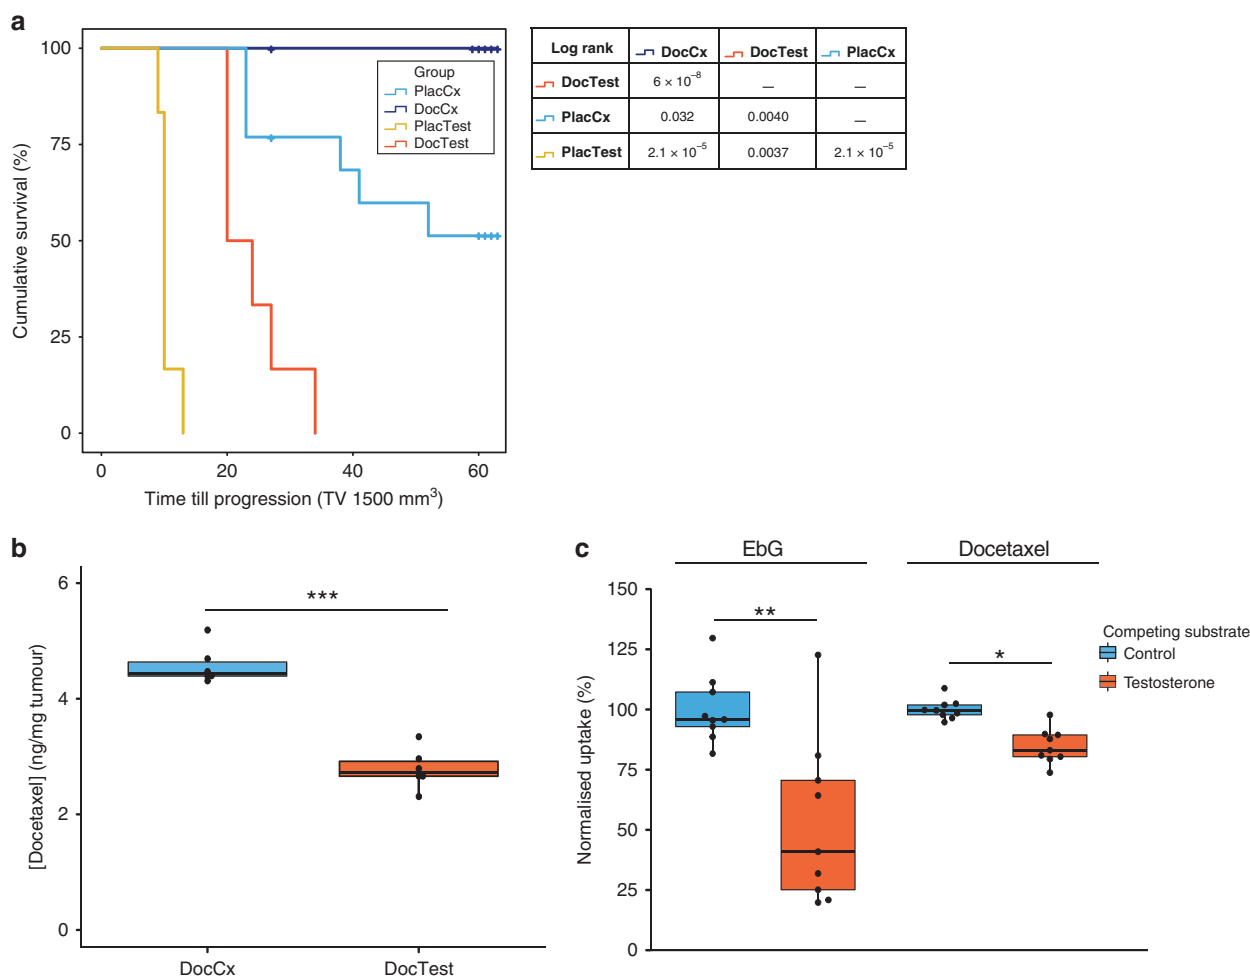 a
100
75
50
25
0
Cumulative survival (%)
Group
PlacCx
DocCx
PlacTest
DocTest
0 20 40 60
Time till progression (TV 1500 mm³)
Log rank DocCx DocTest PlacCx
DocTest 6 × 10⁻⁸ — —
PlacCx 0.032 0.0040 —
PlacTest 2.1 × 10⁻⁵ 0.0037 2.1 × 10⁻⁵
b
6
4
2
0
[Docetaxel] (ng/mg tumour)
***
DocCx DocTest
c
EbG Docetaxel
150
125
100
75
50
25
0
Normalised uptake (%)
**
*
Competing substrate
Control
Testosterone